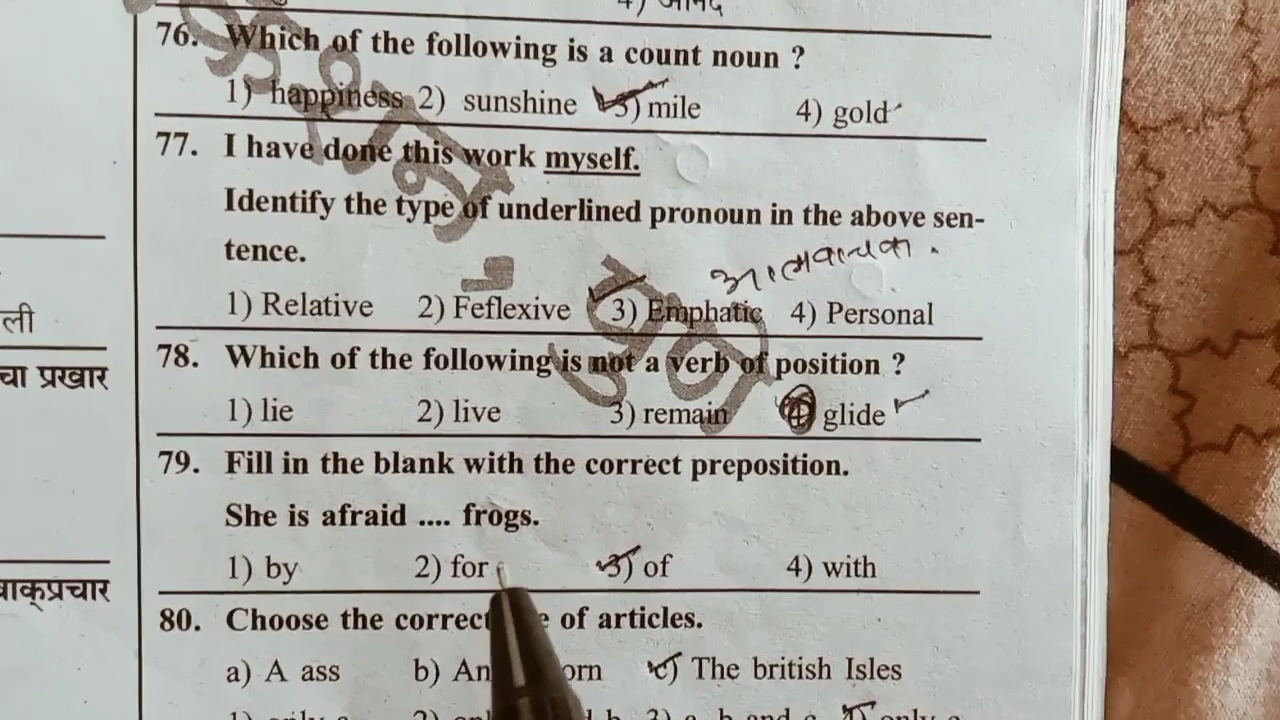 4) आनंद
76. Which of the following is a count noun ?
1) happiness 2) sunshine 3) mile 4) gold
77. I have done this work myself.
Identify the type of underlined pronoun in the above sen-
tence.
1) Relative 2) Feflexive 3) Emphatic 4) Personal
78. Which of the following is not a verb of position ?
1) lie 2) live 3) remain 4) glide
79. Fill in the blank with the correct preposition.
She is afraid .... frogs.
1) by 2) for 3) of 4) with
80. Choose the correct of articles.
a) A ass b) An c) The british Isles
ली
चा प्रखार
वाक्प्रचार